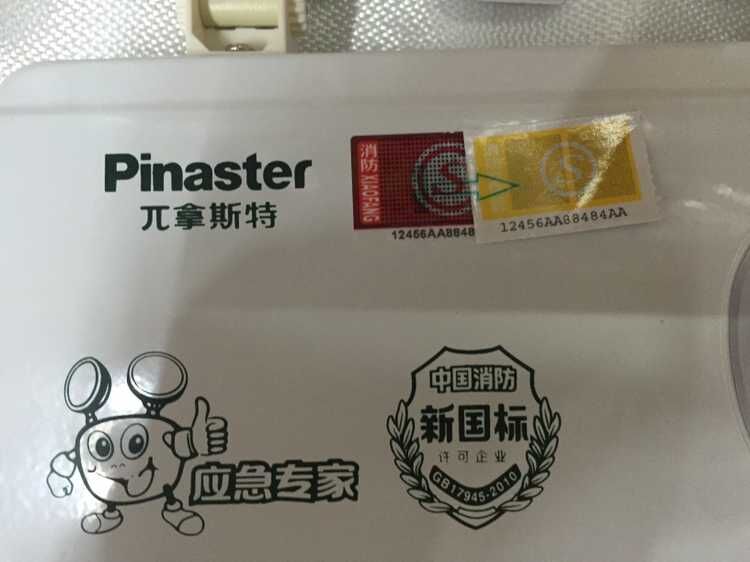 Pinaster
兀拿斯特
消防
XIAOFANG
S
12456AA8848
S
12456AA88484AA
应急专家
中国消防
新国标
许可企业
GB17945-2010